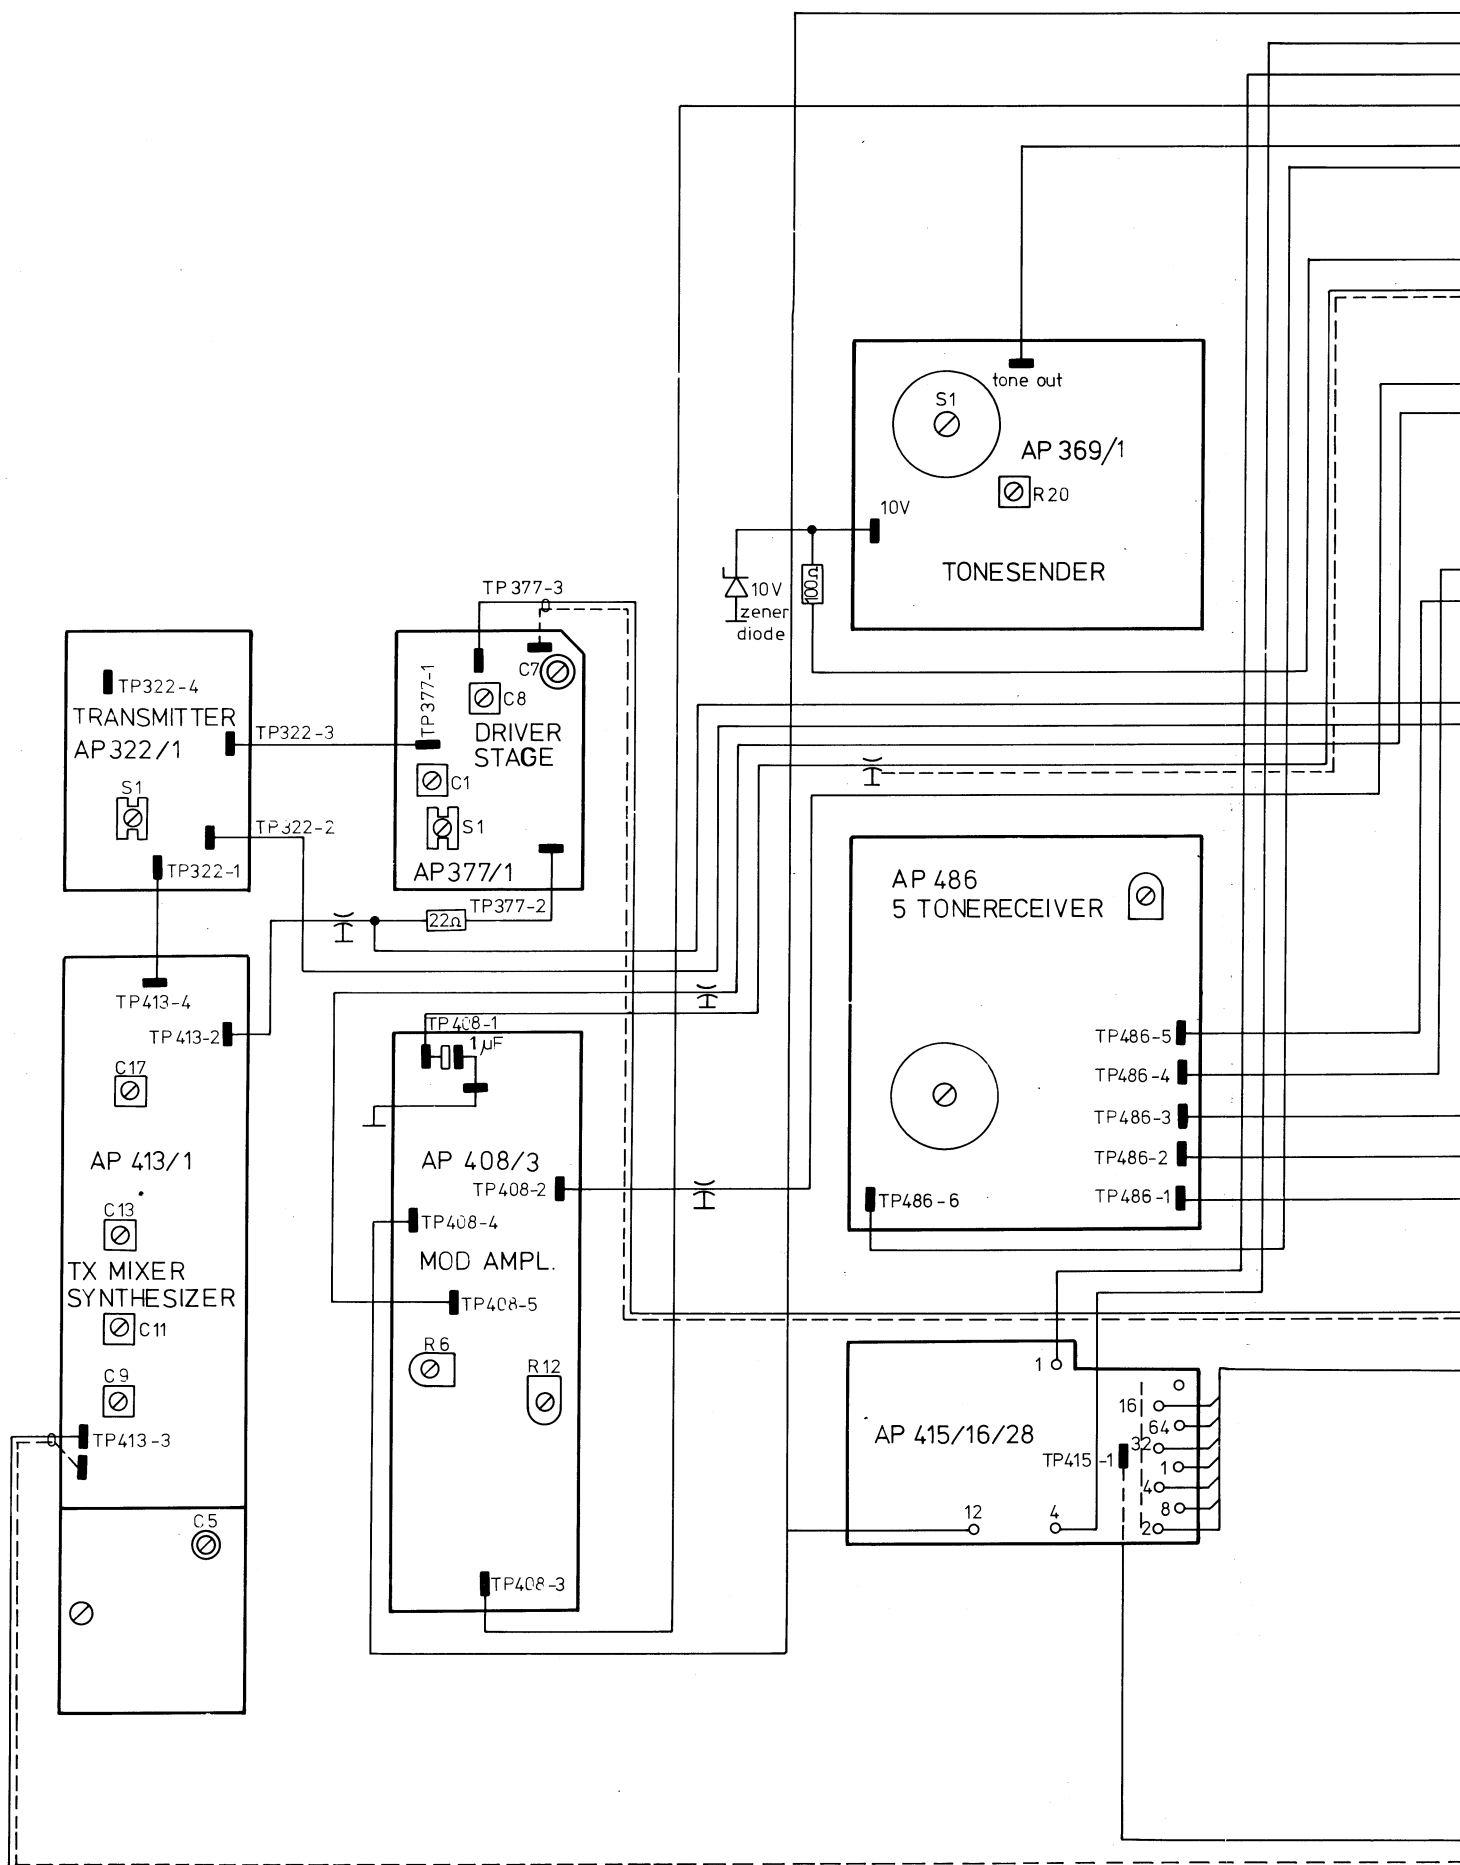 tone out
S1
AP 369/1
R20
10V
TONESENDER
10V
zener
diode
100Ω
TP 377-3
TP322-4
TRANSMITTER
AP322/1
TP322-3
S1
TP322-2
TP322-1
TP377-1
C7
C8
DRIVER
STAGE
C1
S1
AP377/1
TP377-2
22Ω
AP 486
5 TONERECEIVER
TP486-5
TP486-4
TP486-3
TP486-2
TP486-1
TP486-6
TP413-4
TP413-2
C17
AP 413/1
C13
TX MIXER
SYNTHESIZER
C11
C9
TP413-3
C5
TP408-1
1µF
AP 408/3
TP408-2
TP408-4
MOD AMPL.
TP408-5
R6
R12
TP408-3
1
AP 415/16/28
TP415-1
16
64
32
1
4
8
2
12
4